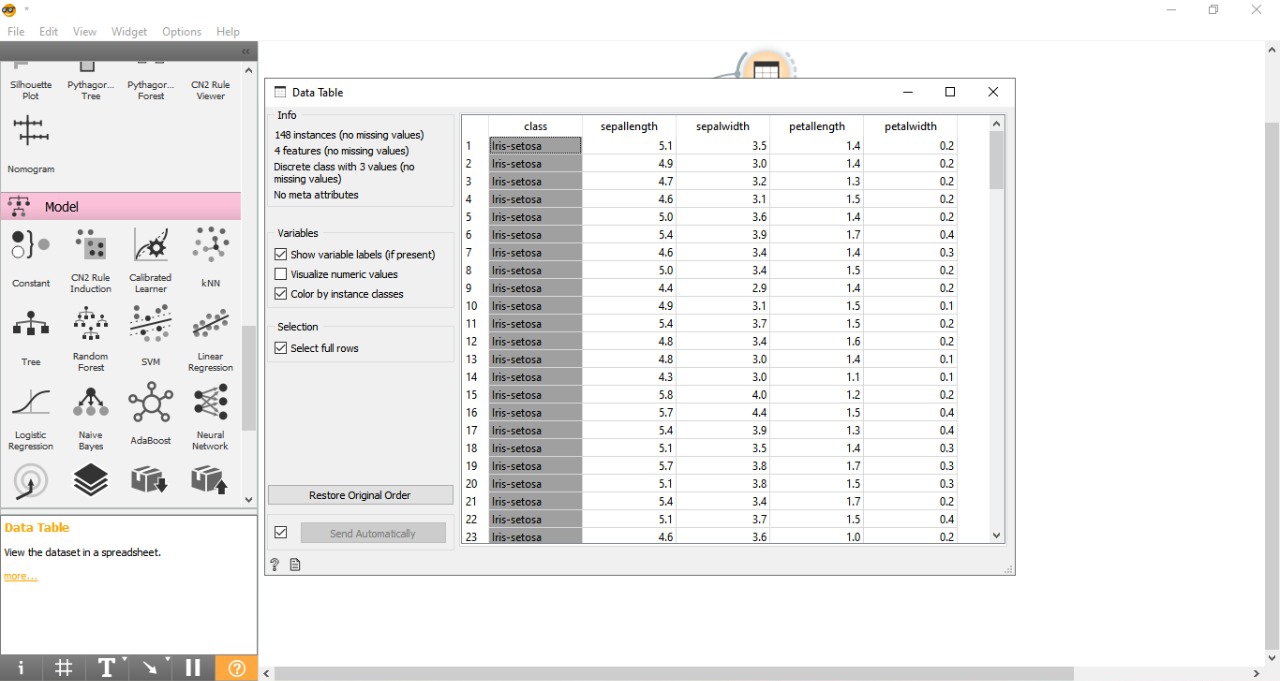 File Edit View Widget Options Help
Silhouette Plot
Pythagor... Tree
Pythagor... Forest
CN2 Rule Viewer
Nomogram
Model
Constant
CN2 Rule Induction
Calibrated Learner
kNN
Tree
Random Forest
SVM
Linear Regression
Logistic Regression
Naive Bayes
AdaBoost
Neural Network
Data Table
View the dataset in a spreadsheet.
more...
Data Table
Info
148 instances (no missing values)
4 features (no missing values)
Discrete class with 3 values (no
missing values)
No meta attributes
Variables
Show variable labels (if present)
Visualize numeric values
Color by instance classes
Selection
Select full rows
Restore Original Order
Send Automatically
class sepallength sepalwidth petallength petalwidth
1 Iris-setosa 5.1 3.5 1.4 0.2
2 Iris-setosa 4.9 3.0 1.4 0.2
3 Iris-setosa 4.7 3.2 1.3 0.2
4 Iris-setosa 4.6 3.1 1.5 0.2
5 Iris-setosa 5.0 3.6 1.4 0.2
6 Iris-setosa 5.4 3.9 1.7 0.4
7 Iris-setosa 4.6 3.4 1.4 0.3
8 Iris-setosa 5.0 3.4 1.5 0.2
9 Iris-setosa 4.4 2.9 1.4 0.2
10 Iris-setosa 4.9 3.1 1.5 0.1
11 Iris-setosa 5.4 3.7 1.5 0.2
12 Iris-setosa 4.8 3.4 1.6 0.2
13 Iris-setosa 4.8 3.0 1.4 0.1
14 Iris-setosa 4.3 3.0 1.1 0.1
15 Iris-setosa 5.8 4.0 1.2 0.2
16 Iris-setosa 5.7 4.4 1.5 0.4
17 Iris-setosa 5.4 3.9 1.3 0.4
18 Iris-setosa 5.1 3.5 1.4 0.3
19 Iris-setosa 5.7 3.8 1.7 0.3
20 Iris-setosa 5.1 3.8 1.5 0.3
21 Iris-setosa 5.4 3.4 1.7 0.2
22 Iris-setosa 5.1 3.7 1.5 0.4
23 Iris-setosa 4.6 3.6 1.0 0.2